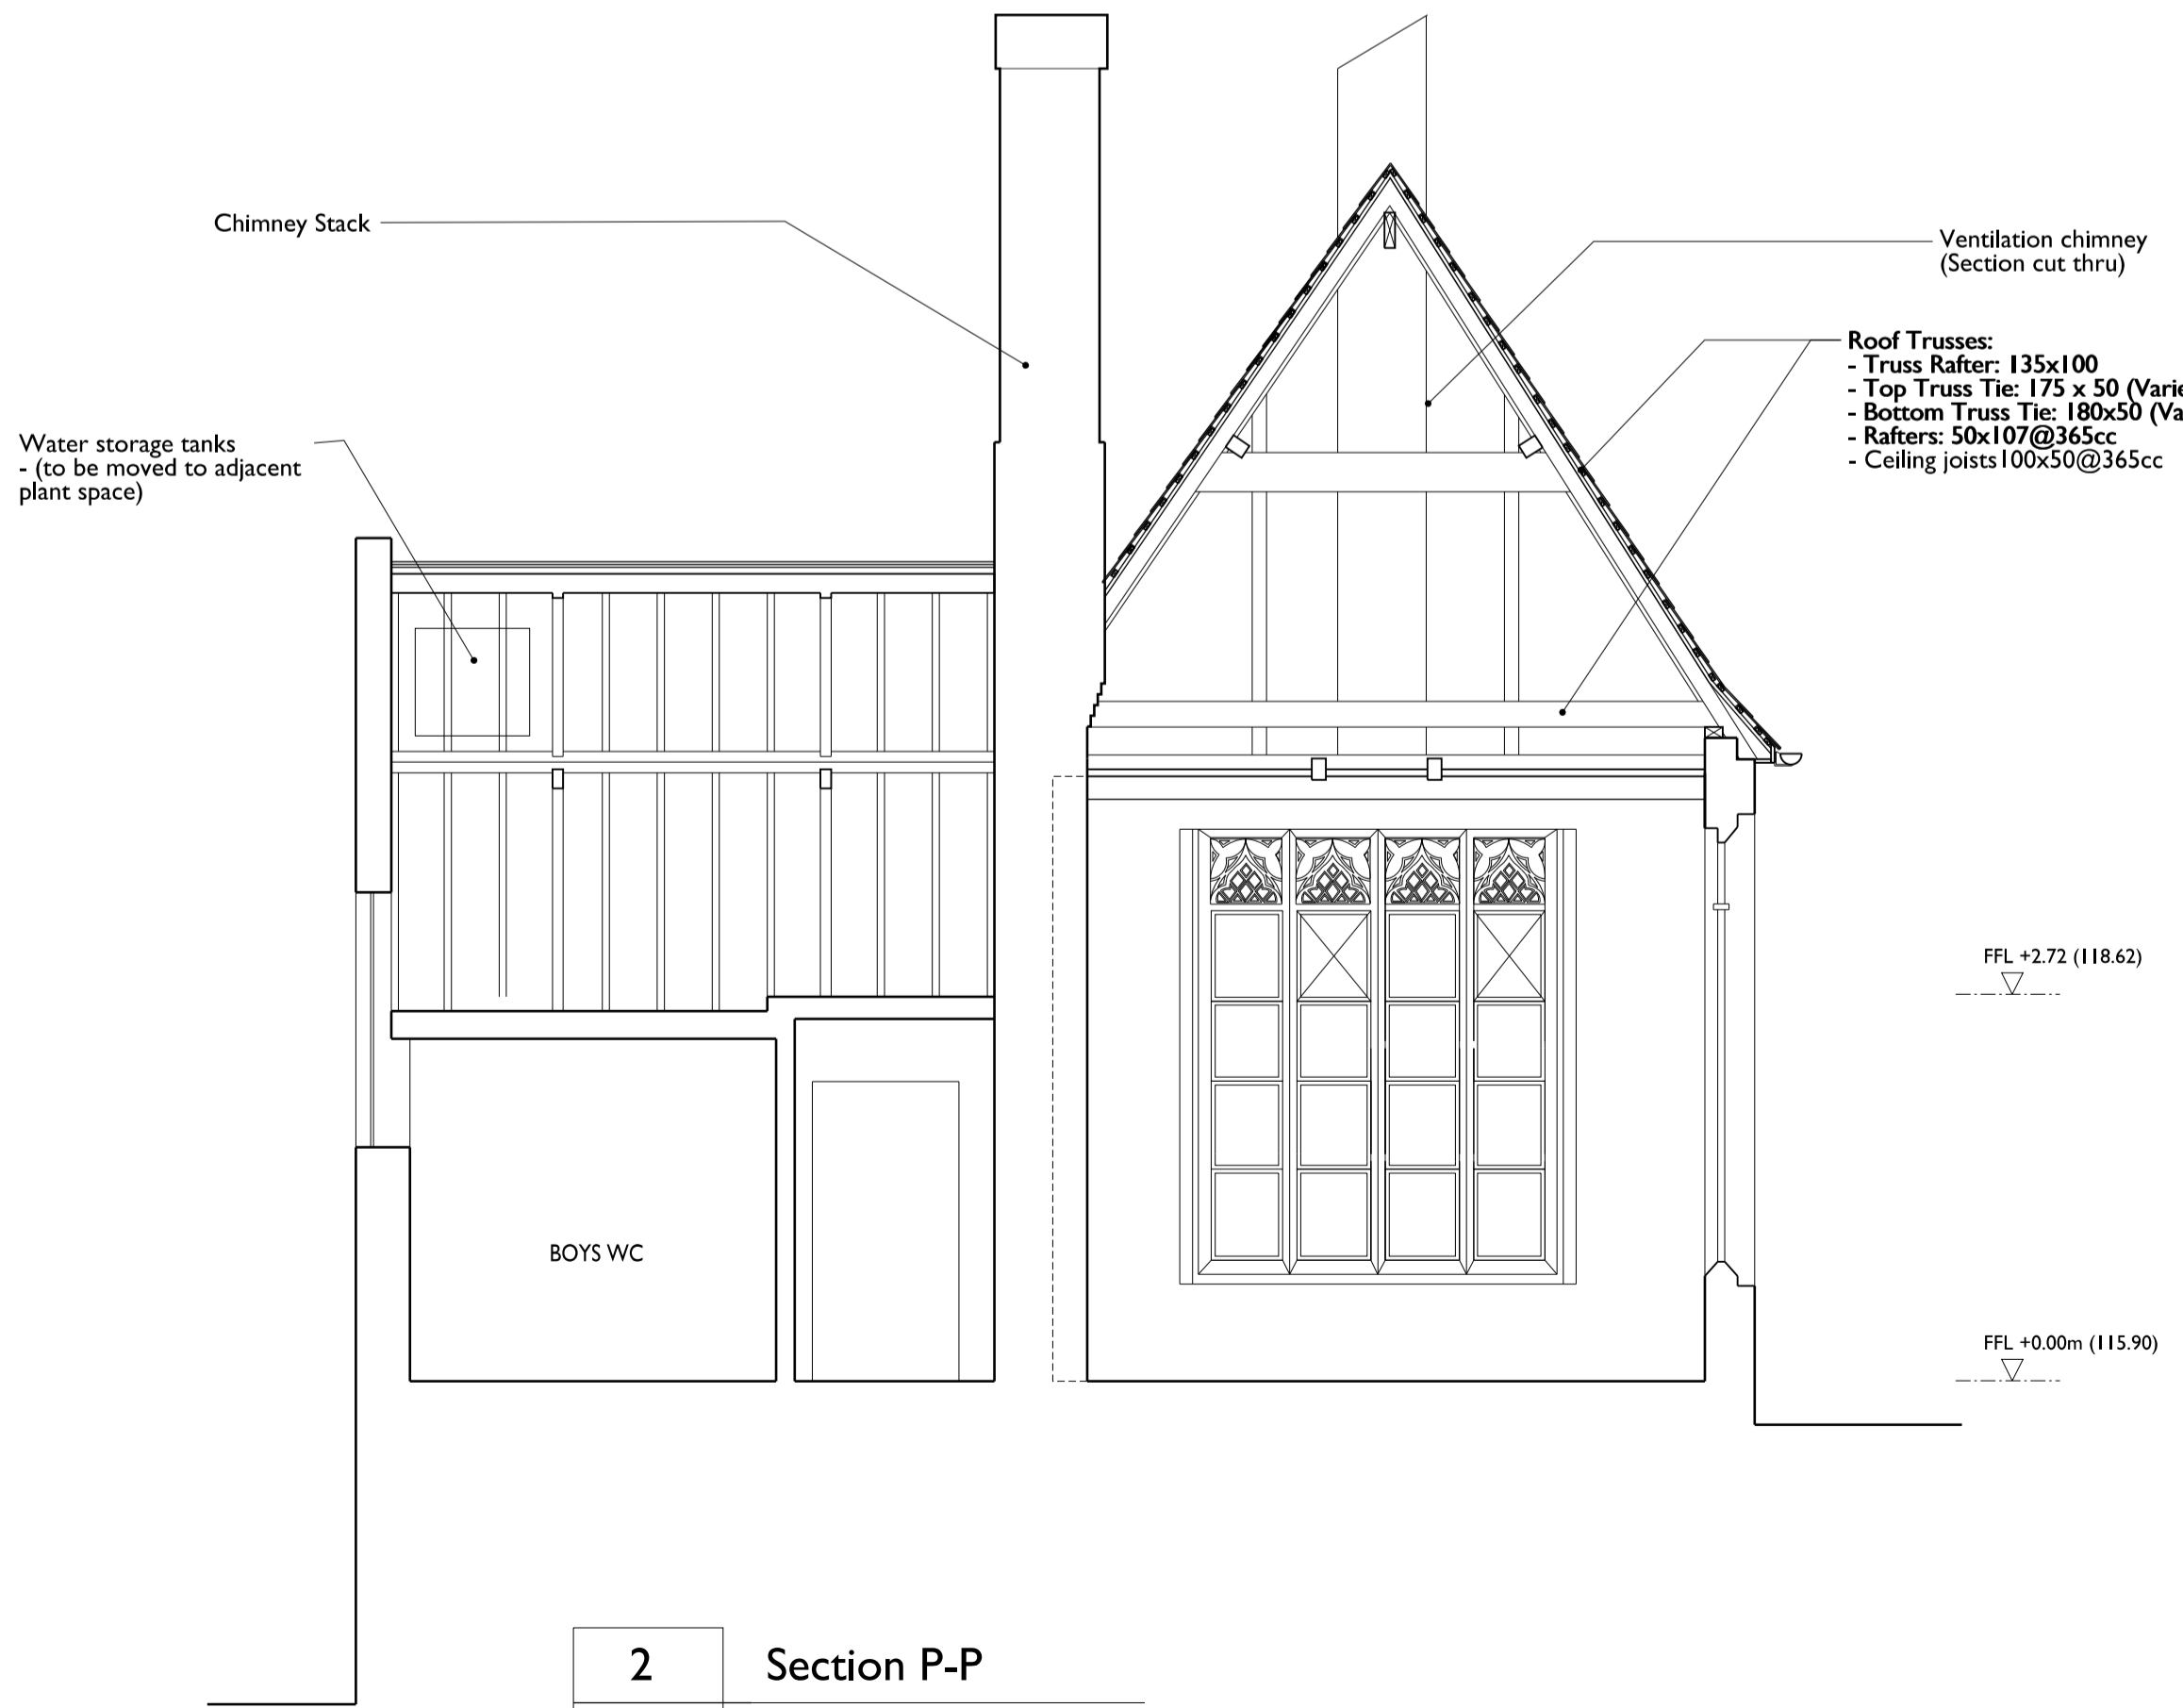 Chimney Stack
Ventilation chimney
(Section cut thru)
Roof Trusses:
- Truss Rafter: 135x100
- Top Truss Tie: 175 x 50
- Bottom Truss Tie: 180x50
- Rafters: 50x107@365cc
- Ceiling joists100x50@365cc
Water storage tanks
- (to be moved to adjacent
plant space)
FFL +2.72 (118.62)
BOYS WC
FFL +0.00m (115.90)
2
Section P-P